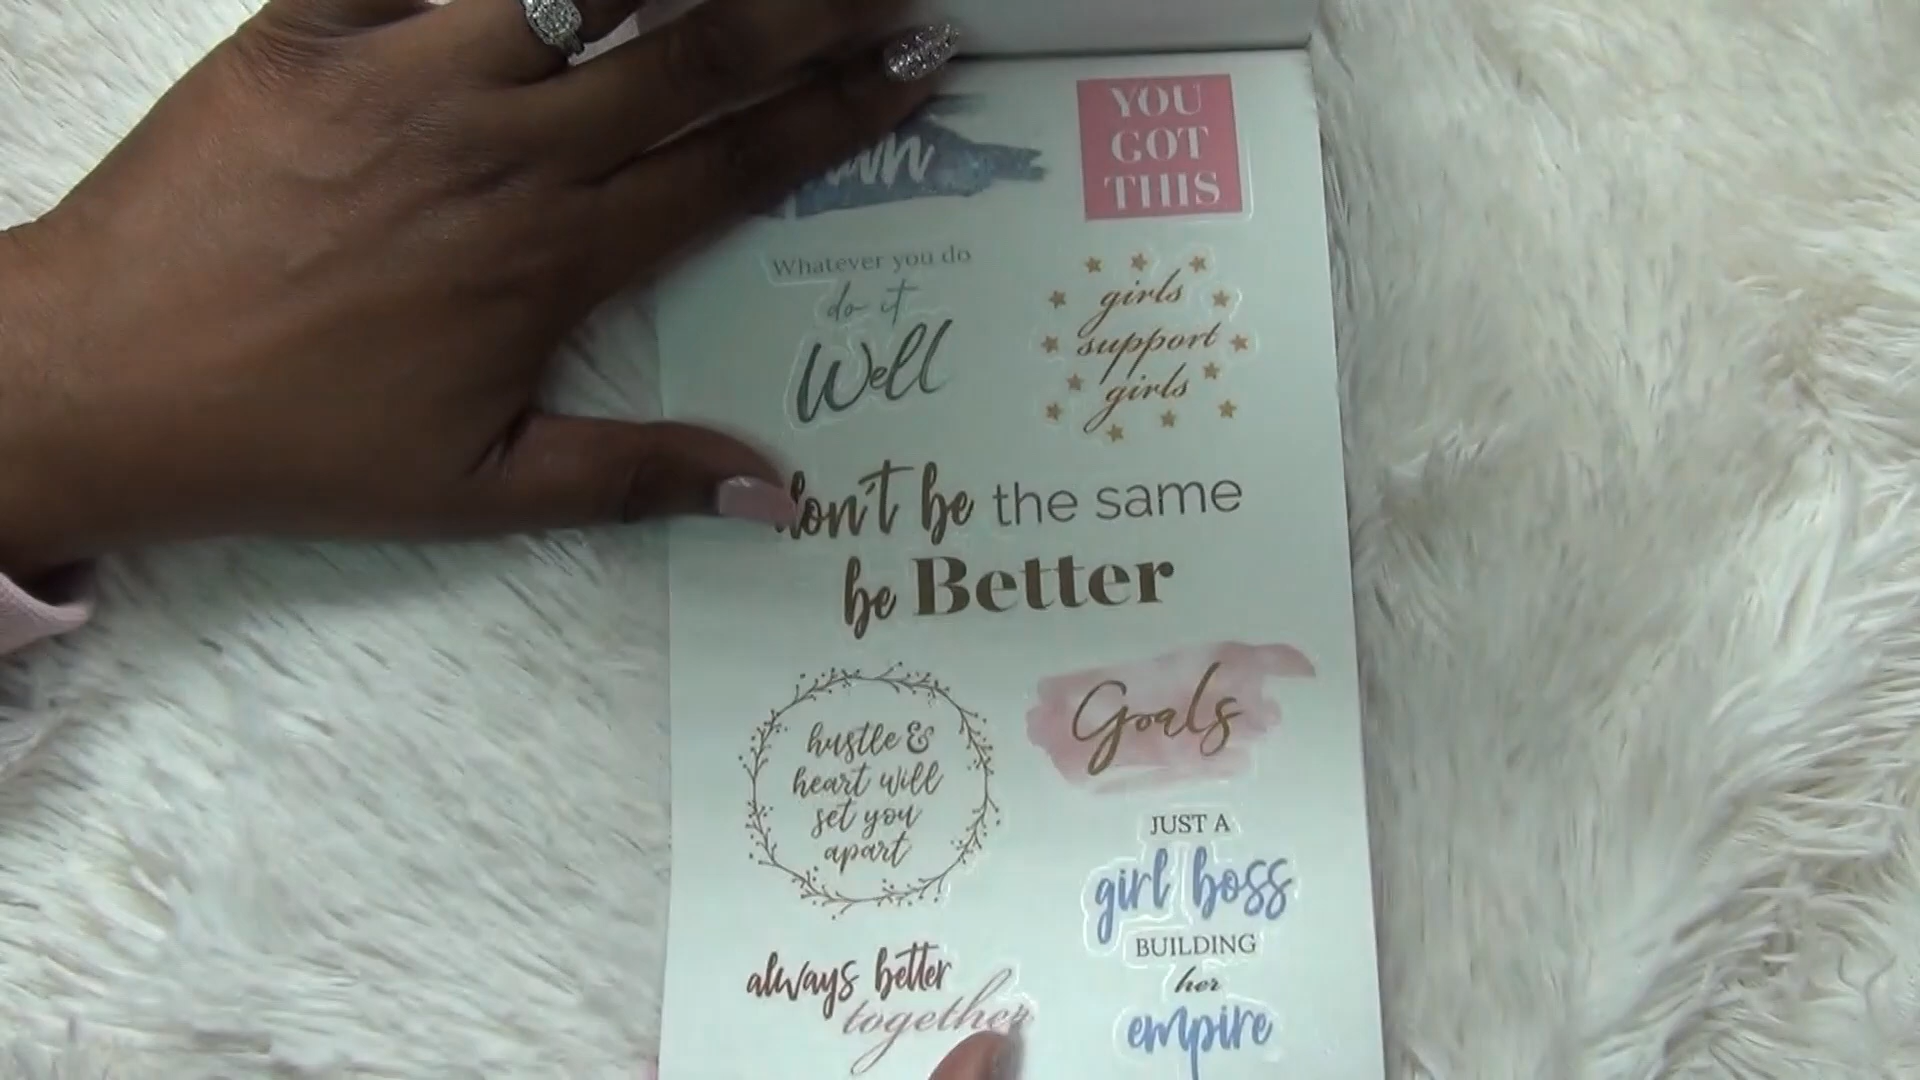 YOU
GOT
THIS
Whatever you do
do it
Well
girls
support
girls
don't be the same
be Better
hustle &
heart will
set you
apart
Goals
JUST A
girl boss
BUILDING
her
empire
always better
together